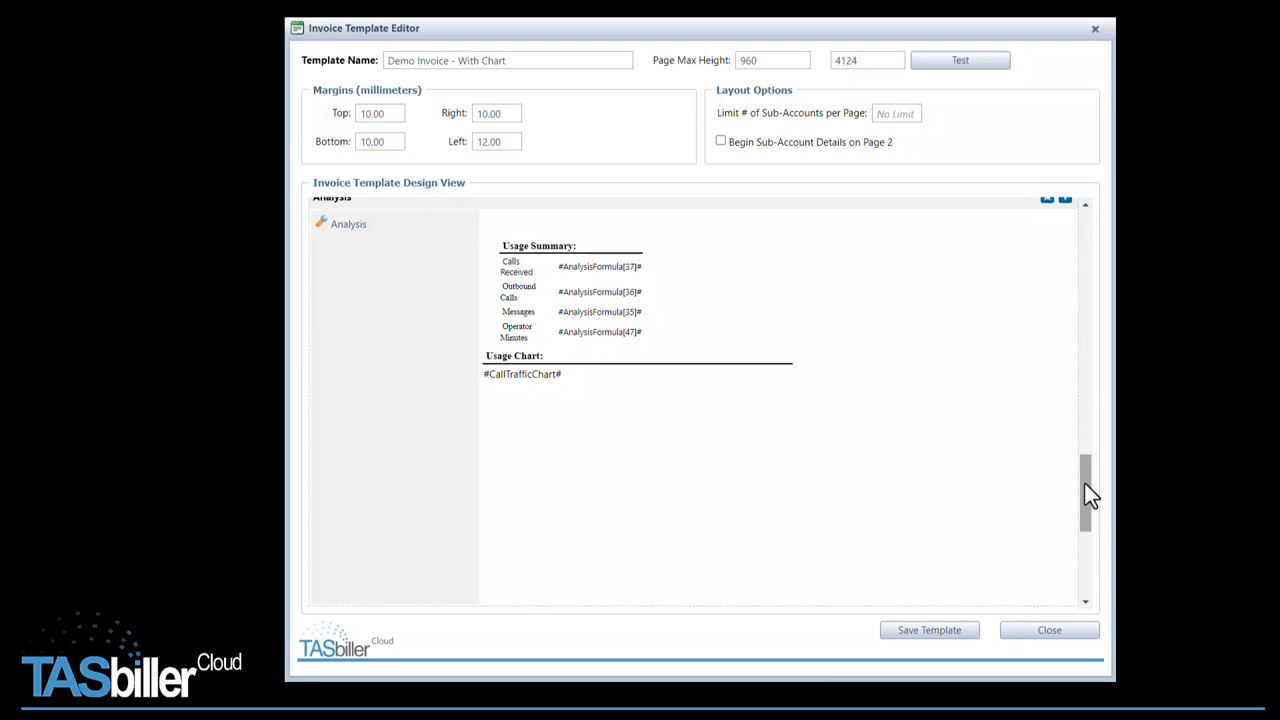 Invoice Template Editor
Template Name: Demo Invoice - With Chart Page Max Height: 960 4124 Test
Margins (millimeters) Layout Options
Top: 10.00 Right: 10.00 Limit # of Sub-Accounts per Page: No Limit
Bottom: 10.00 Left: 12.00 Begin Sub-Account Details on Page 2
Invoice Template Design View
Analysis
Analysis
Usage Summary:
Calls
Received #AnalysisFormula[37]#
Outbound
Calls #AnalysisFormula[36]#
Messages #AnalysisFormula[35]#
Operator
Minutes #AnalysisFormula[47]#
Usage Chart:
#CallTrafficChart#
Save Template Close
TASbiller Cloud
TASbiller Cloud